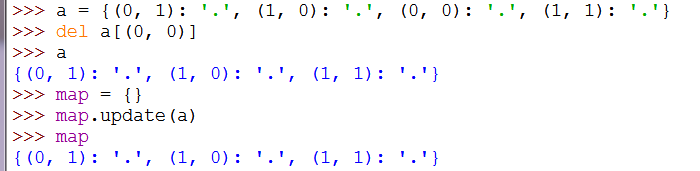 >>> a = {(0, 1): '.', (1, 0): '.', (0, 0): '.', (1, 1): '.'}
>>> del a[(0, 0)]
>>> a
{(0, 1): '.', (1, 0): '.', (1, 1): '.'}
>>> map = {}
>>> map.update(a)
>>> map
{(0, 1): '.', (1, 0): '.', (1, 1): '.'}